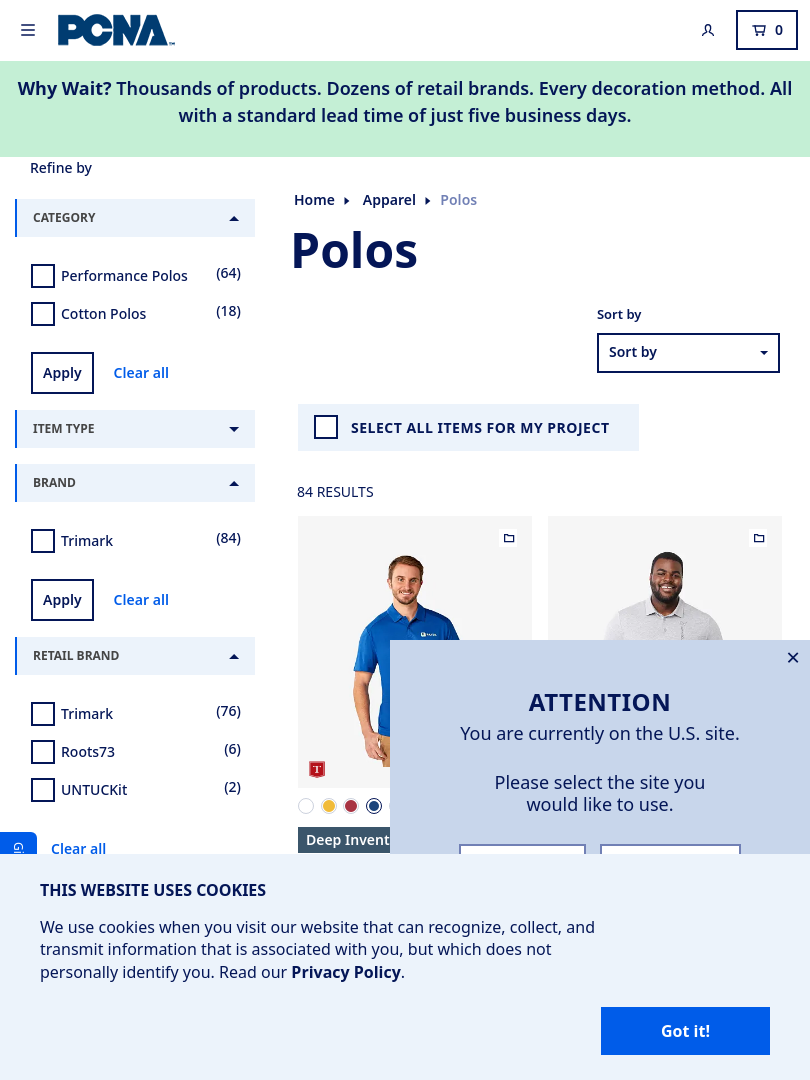 PCNA
0
Why Wait? Thousands of products. Dozens of retail brands. Every decoration method. All
with a standard lead time of just five business days.
Refine by
CATEGORY
Performance Polos (64)
Cotton Polos (18)
Apply Clear all
ITEM TYPE
BRAND
Trimark (84)
Apply Clear all
RETAIL BRAND
Trimark (76)
Roots73 (6)
UNTUCKit (2)
Clear all
Home Apparel Polos
Polos
Sort by
Sort by
SELECT ALL ITEMS FOR MY PROJECT
84 RESULTS
T
Deep Invent
ATTENTION
You are currently on the U.S. site.
Please select the site you
would like to use.
THIS WEBSITE USES COOKIES
We use cookies when you visit our website that can recognize, collect, and
transmit information that is associated with you, but which does not
personally identify you. Read our Privacy Policy.
Got it!